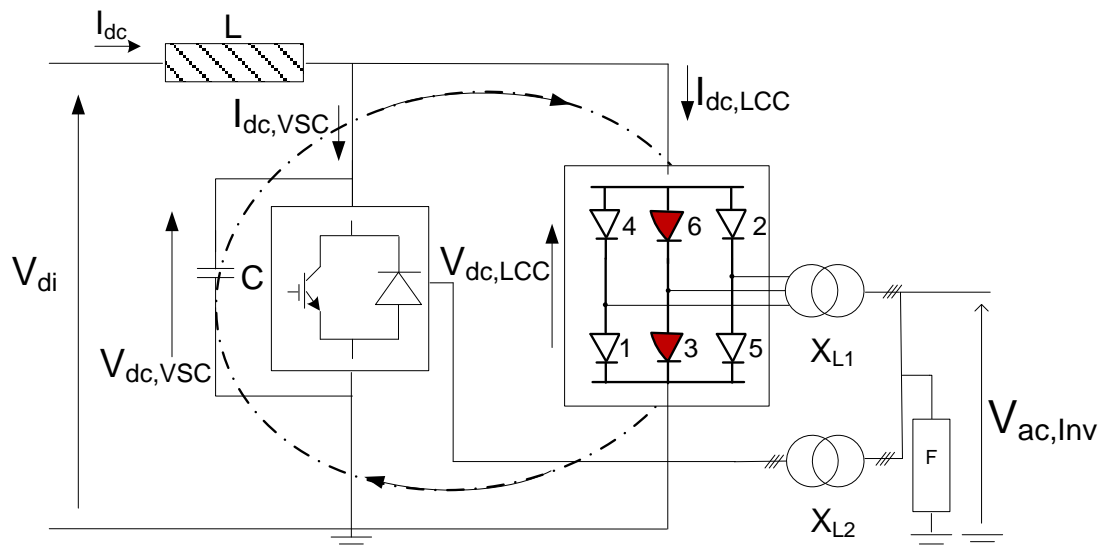 I_dc
L
I_dc,VSC
I_dc,LCC
4
6
2
V_di
C
V_dc,LCC
V_dc,VSC
1
3
5
X_L1
X_L2
F
V_ac,Inv